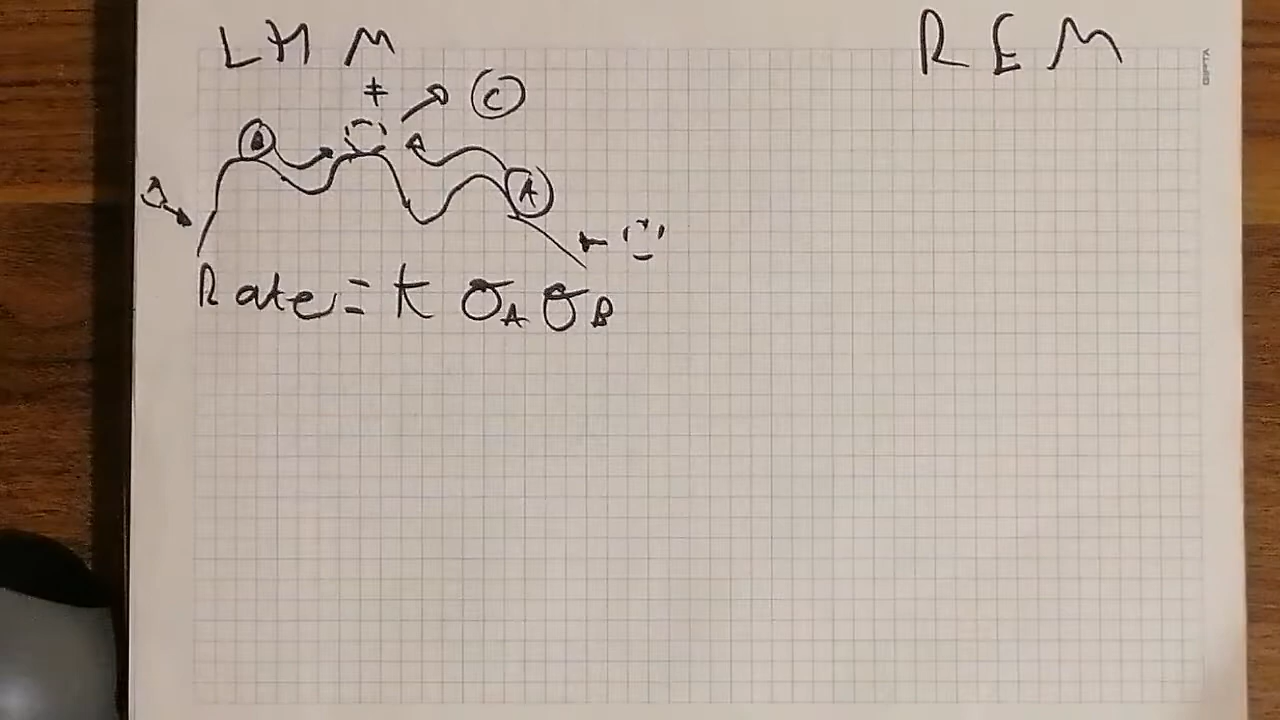 LHM REM
‡ C
B
A
Rate = k σA σB